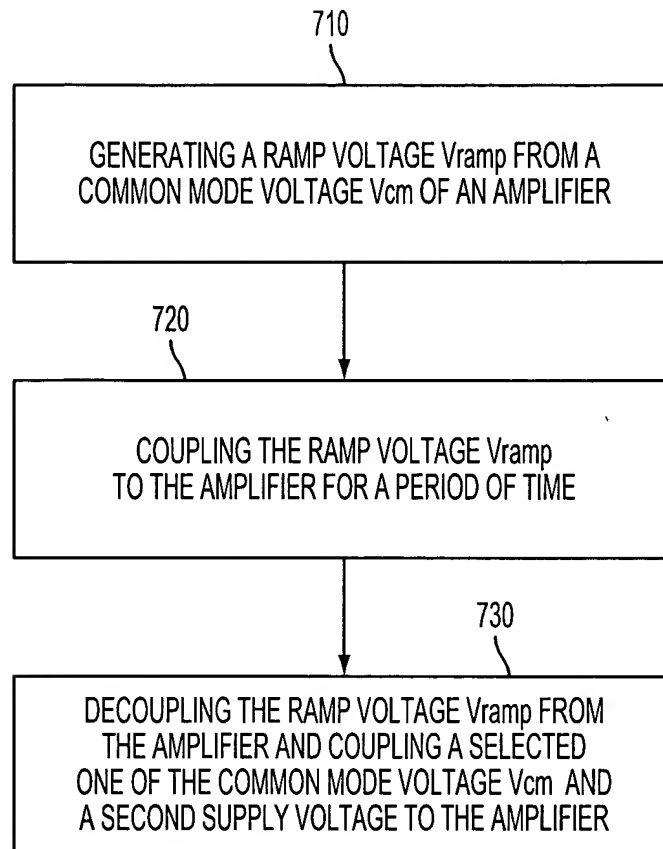 710
GENERATING A RAMP VOLTAGE Vramp FROM A
COMMON MODE VOLTAGE Vcm OF AN AMPLIFIER
720
COUPLING THE RAMP VOLTAGE Vramp
TO THE AMPLIFIER FOR A PERIOD OF TIME
730
DECOUPLING THE RAMP VOLTAGE Vramp FROM
THE AMPLIFIER AND COUPLING A SELECTED
ONE OF THE COMMON MODE VOLTAGE Vcm AND
A SECOND SUPPLY VOLTAGE TO THE AMPLIFIER